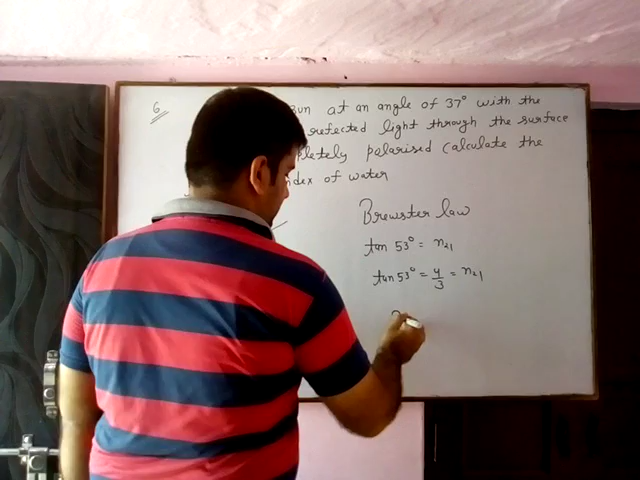 6
Sun at an angle of 37° with the
refected light through the surface
pletely polarised calculate the
ndex of water
Brewster law
tan 53° = n21
tan 53° = 4/3 = n21